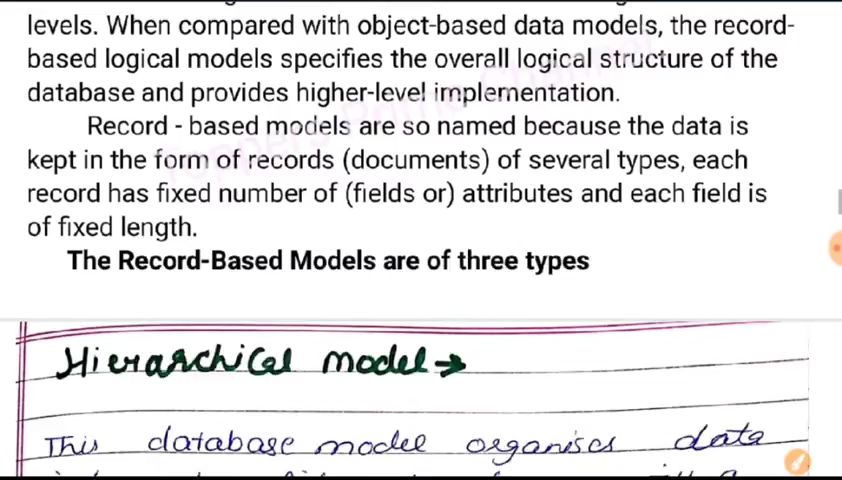 levels. When compared with object-based data models, the record-
based logical models specifies the overall logical structure of the
database and provides higher-level implementation.
Record - based models are so named because the data is
kept in the form of records (documents) of several types, each
record has fixed number of (fields or) attributes and each field is
of fixed length.
The Record-Based Models are of three types
Hierarchical model →
This database model organises data